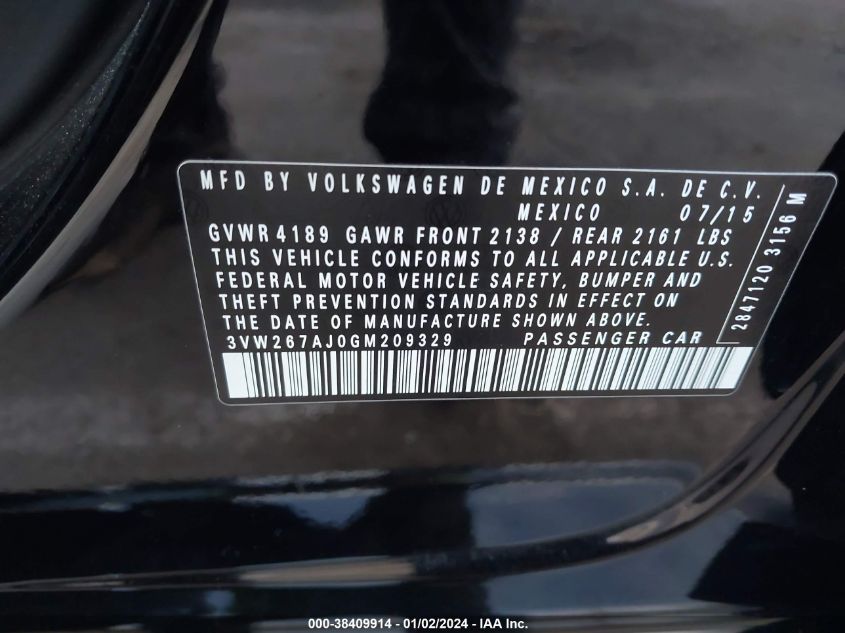 MFD BY VOLKSWAGEN DE MEXICO S.A. DE C.V.
MEXICO 07/15
GVWR 4189 GAWR FRONT 2138 / REAR 2161 LBS
THIS VEHICLE CONFORMS TO ALL APPLICABLE U.S.
FEDERAL MOTOR VEHICLE SAFETY, BUMPER AND
THEFT PREVENTION STANDARDS IN EFFECT ON
THE DATE OF MANUFACTURE SHOWN ABOVE.
3VW267AJ0GM209329 PASSENGER CAR
2847120 3156 M
000-38409914 - 01/02/2024 - IAA Inc.